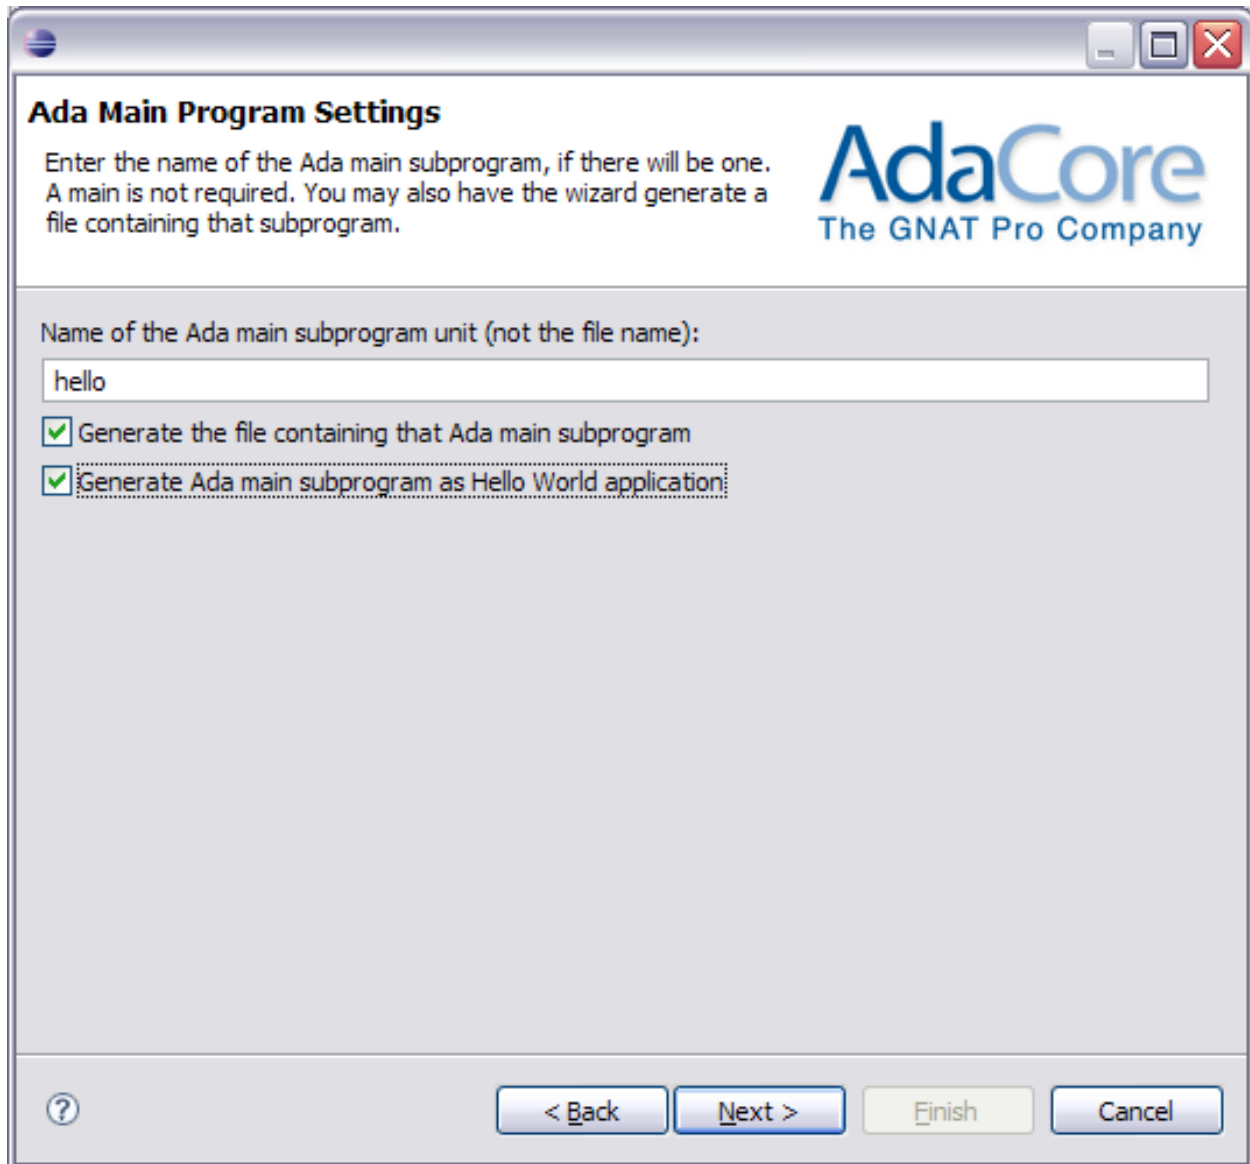 Ada Main Program Settings
Enter the name of the Ada main subprogram, if there will be one.
A main is not required. You may also have the wizard generate a
file containing that subprogram.
AdaCore
The GNAT Pro Company
Name of the Ada main subprogram unit (not the file name):
hello
Generate the file containing that Ada main subprogram
Generate Ada main subprogram as Hello World application
?
< Back
Next >
Finish
Cancel